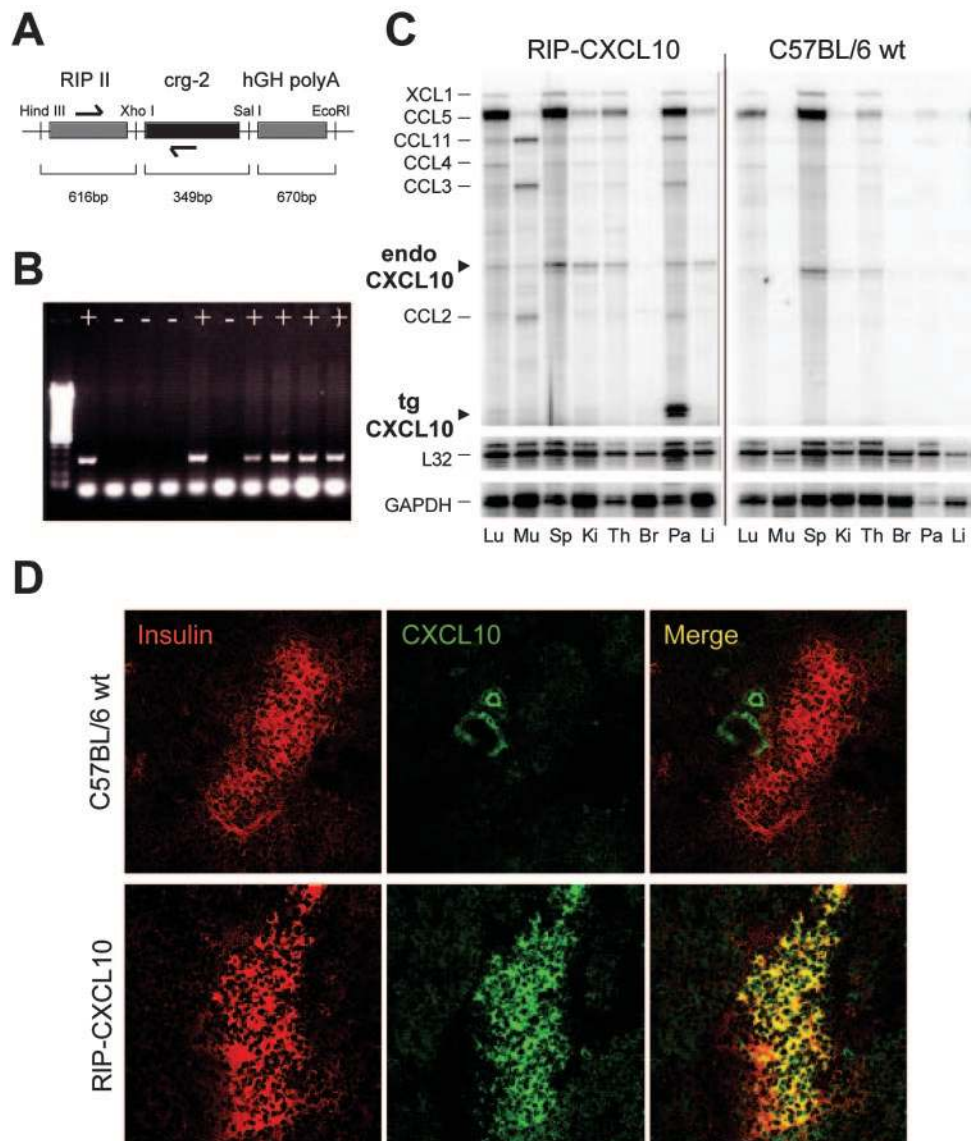 A
RIP II crg-2 hGH polyA
Hind III Xho I Sal I EcoRI
616bp 349bp 670bp
B
+ - - - + - + + + +
C
RIP-CXCL10 C57BL/6 wt
XCL1
CCL5
CCL11
CCL4
CCL3
endo
CXCL10
CCL2
tg
CXCL10
L32
GAPDH
Lu Mu Sp Ki Th Br Pa Li Lu Mu Sp Ki Th Br Pa Li
D
Insulin CXCL10 Merge
C57BL/6 wt
RIP-CXCL10